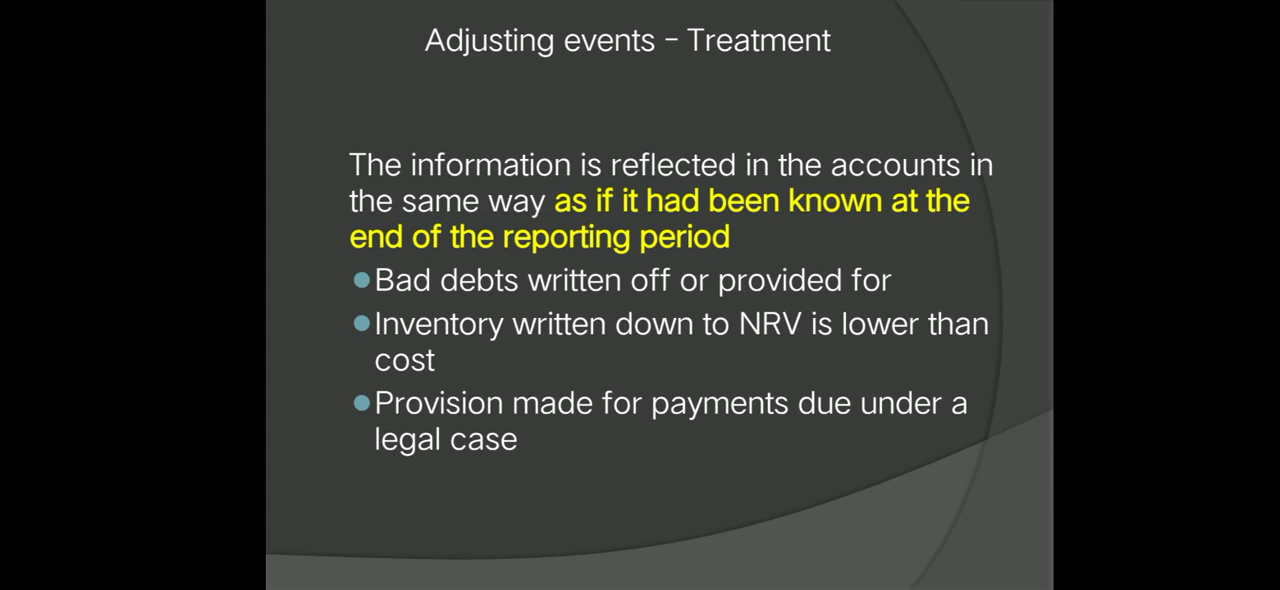 Adjusting events – Treatment
The information is reflected in the accounts in
the same way as if it had been known at the
end of the reporting period
●Bad debts written off or provided for
●Inventory written down to NRV is lower than
cost
●Provision made for payments due under a
legal case